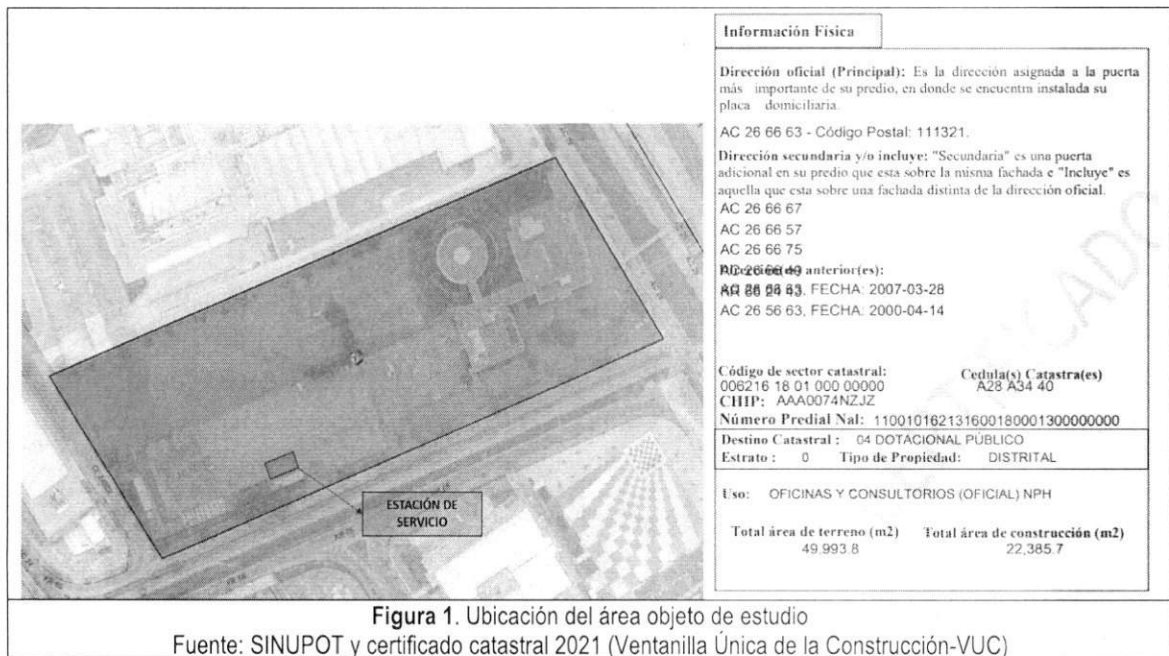 Información Física
Dirección oficial (Principal): Es la dirección asignada a la puerta
más importante de su predio, en donde se encuentra instalada su
placa domiciliaria.
AC 26 66 63 - Código Postal: 111321.
Dirección secundaria y/o incluye: "Secundaria" es una puerta
adicional en su predio que esta sobre la misma fachada e "Incluye" es
aquella que esta sobre una fachada distinta de la dirección oficial.
AC 26 66 67
AC 26 66 57
AC 26 66 75
anterior(es):
FECHA: 2007-03-28
AC 26 56 63, FECHA: 2000-04-14
Código de sector catastral:
006216 18 01 000 00000
Cedula(s) Catastra(es)
A28 A34 40
CHIP: AAA0074NZJZ
Número Predial Nal: 110010162131600180001300000000
Destino Catastral : 04 DOTACIONAL PÚBLICO
Estrato : 0 Tipo de Propiedad: DISTRITAL
Uso: OFICINAS Y CONSULTORIOS (OFICIAL) NPH
Total área de terreno (m2) Total área de construcción (m2)
49,993.8 22,385.7
ESTACIÓN DE
SERVICIO
Figura 1. Ubicación del área objeto de estudio
Fuente: SINUPOT y certificado catastral 2021 (Ventanilla Única de la Construcción-VUC)